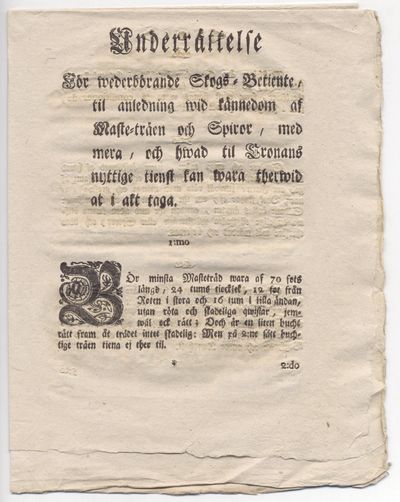 Underrättelse
För wederbörande Skogs-Betiente,
til anledning wid kännedom af
Maste-träen och Spiror, med
mera, och hwad til Cronans
nyttige tienst kan wara therwid
at i akt taga.
1:mo
Bör minsta Masteträd wara af 70 fots
längd, 24 tums tiocklek, 12 fot från
Roten i stora och 16 tum i lilla ändan,
utan röta och skadeliga qwistar, jem-
wäl ock rätt; Doch är en liten bucht
rätt fram åt trädet intet skadelig: Men på 2:ne sätt buch-
tige träen tiena ej ther til.
*
2:do